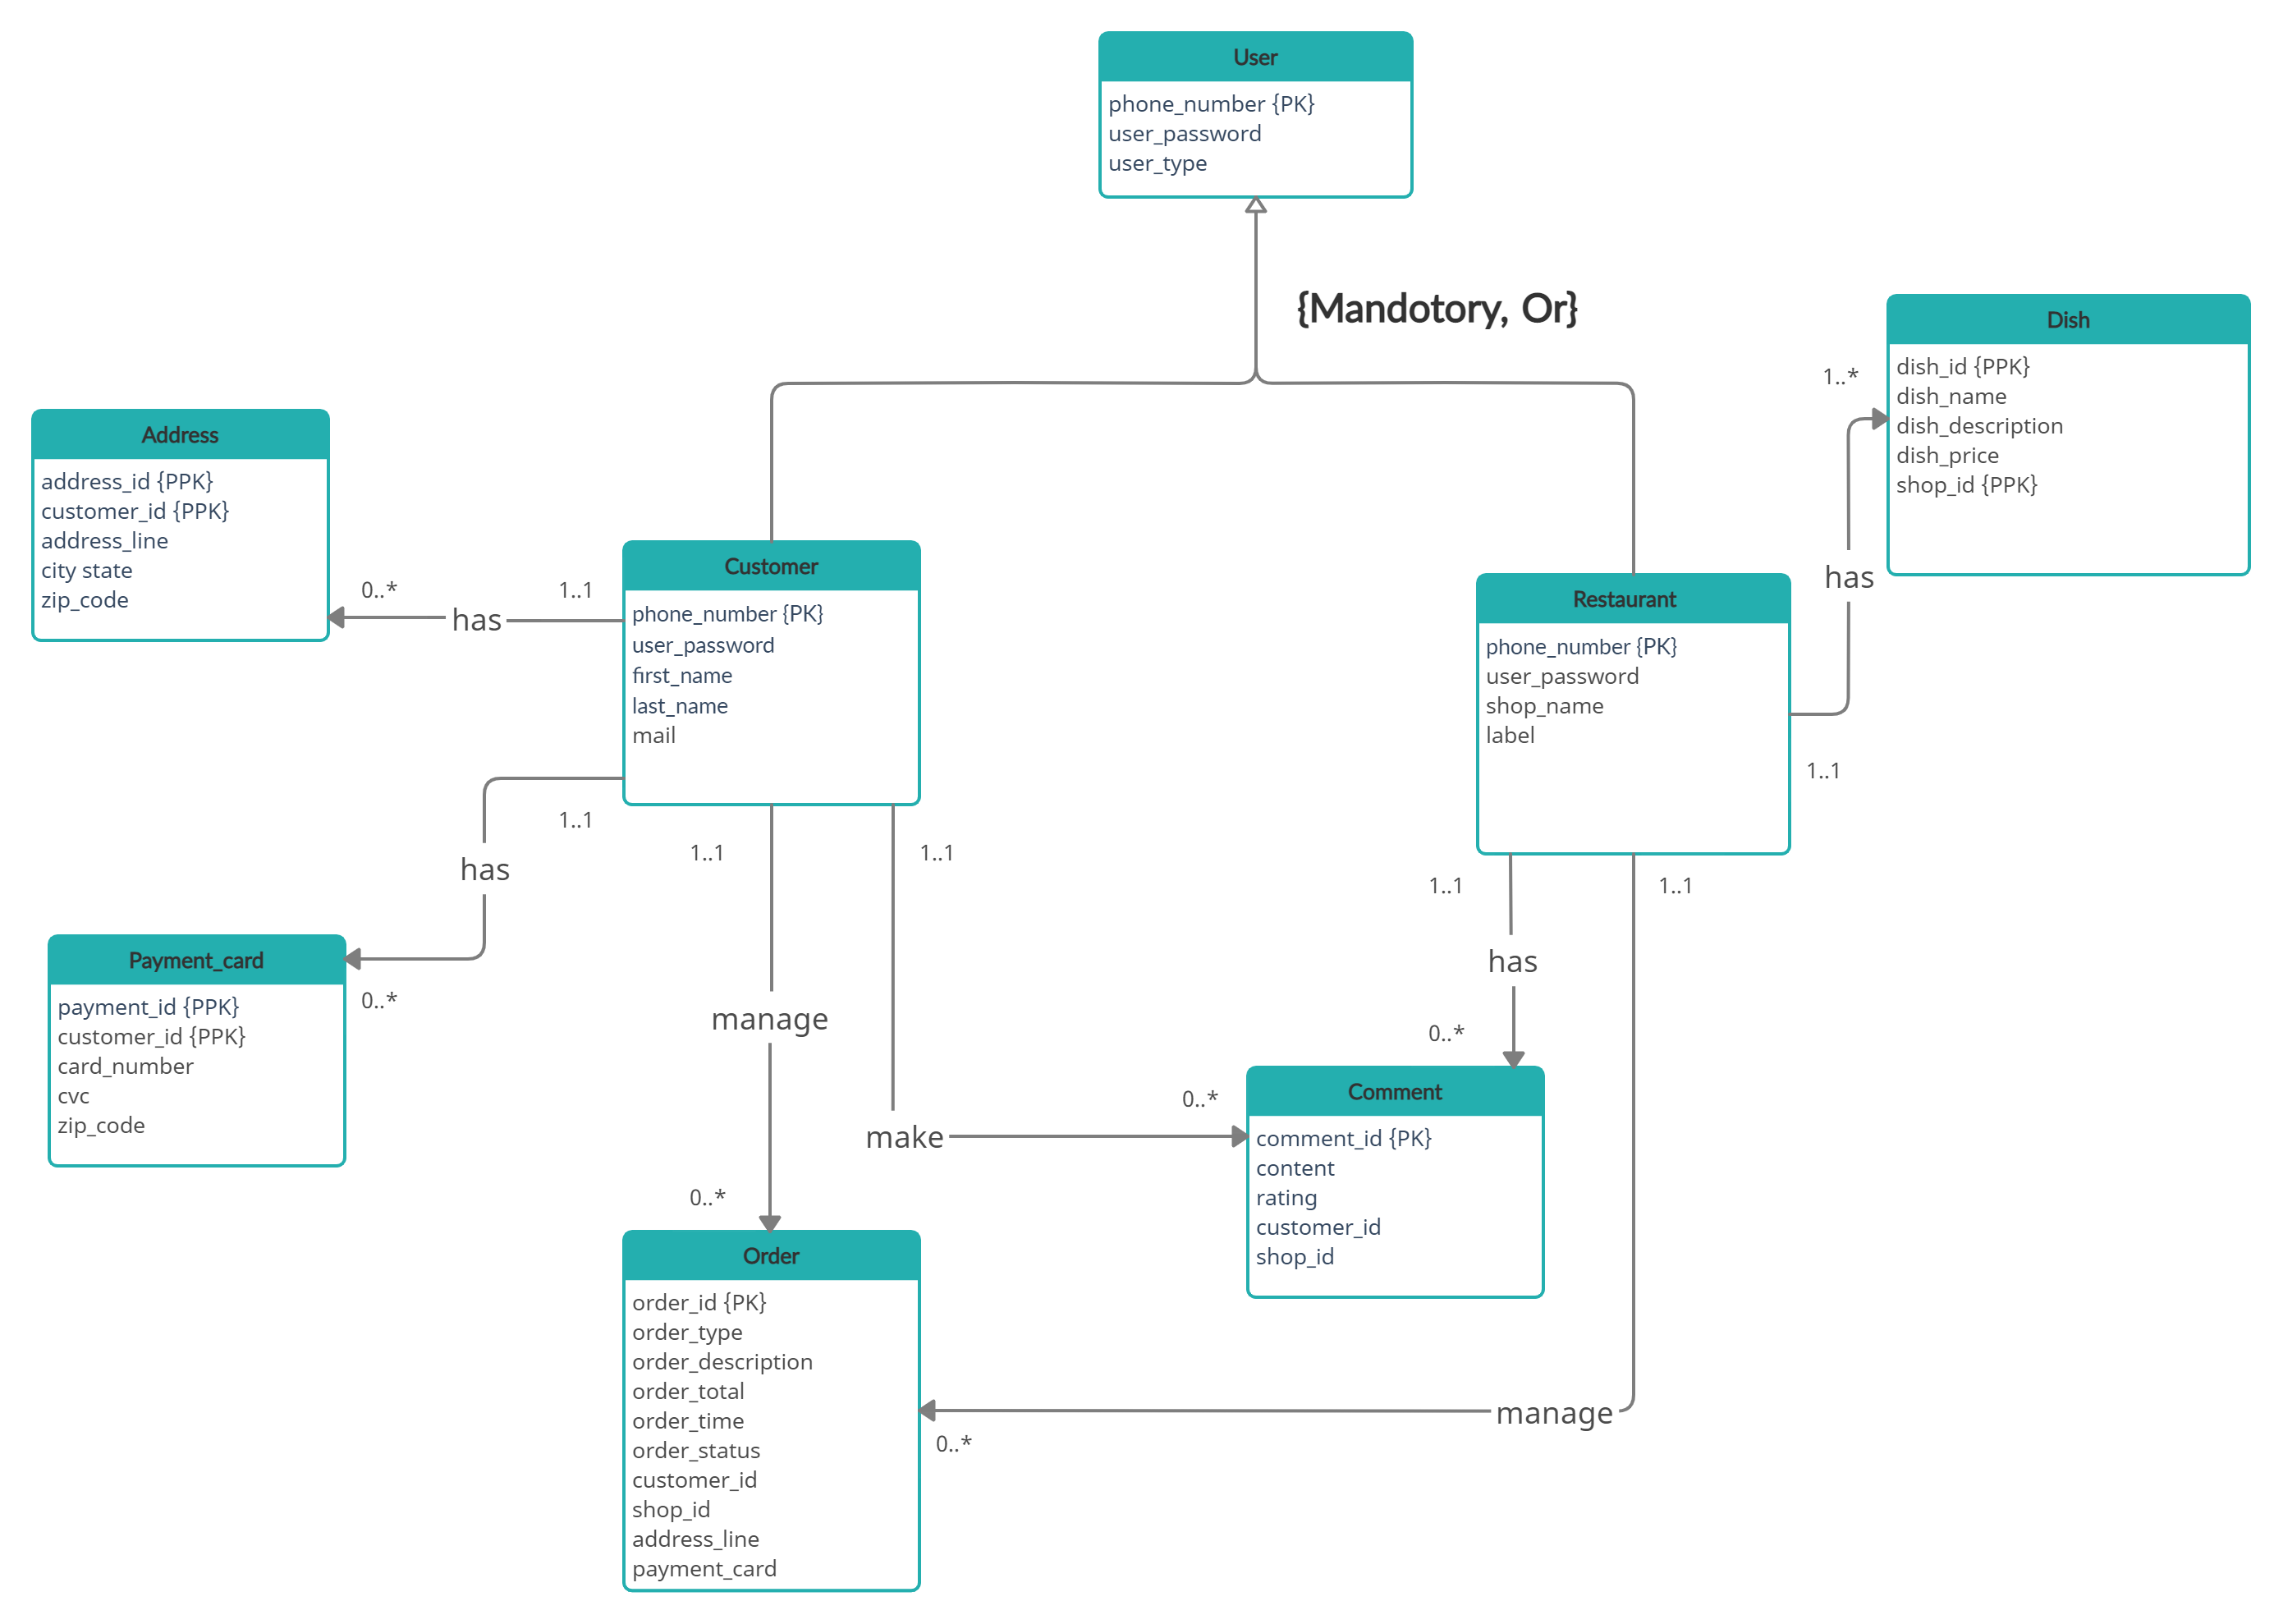 User
phone_number {PK}
user_password
user_type
{Mandotory, Or}
Dish
dish_id {PPK}
dish_name
dish_description
dish_price
shop_id {PPK}
1..*
has
1..1
Address
address_id {PPK}
customer_id {PPK}
address_line
city state
zip_code
0..*
has
1..1
Customer
phone_number {PK}
user_password
first_name
last_name
mail
Restaurant
phone_number {PK}
user_password
shop_name
label
1..1
has
0..*
Payment_card
payment_id {PPK}
customer_id {PPK}
card_number
cvc
zip_code
1..1
manage
0..*
1..1
make
0..*
1..1
has
0..*
1..1
manage
0..*
Comment
comment_id {PK}
content
rating
customer_id
shop_id
Order
order_id {PK}
order_type
order_description
order_total
order_time
order_status
customer_id
shop_id
address_line
payment_card